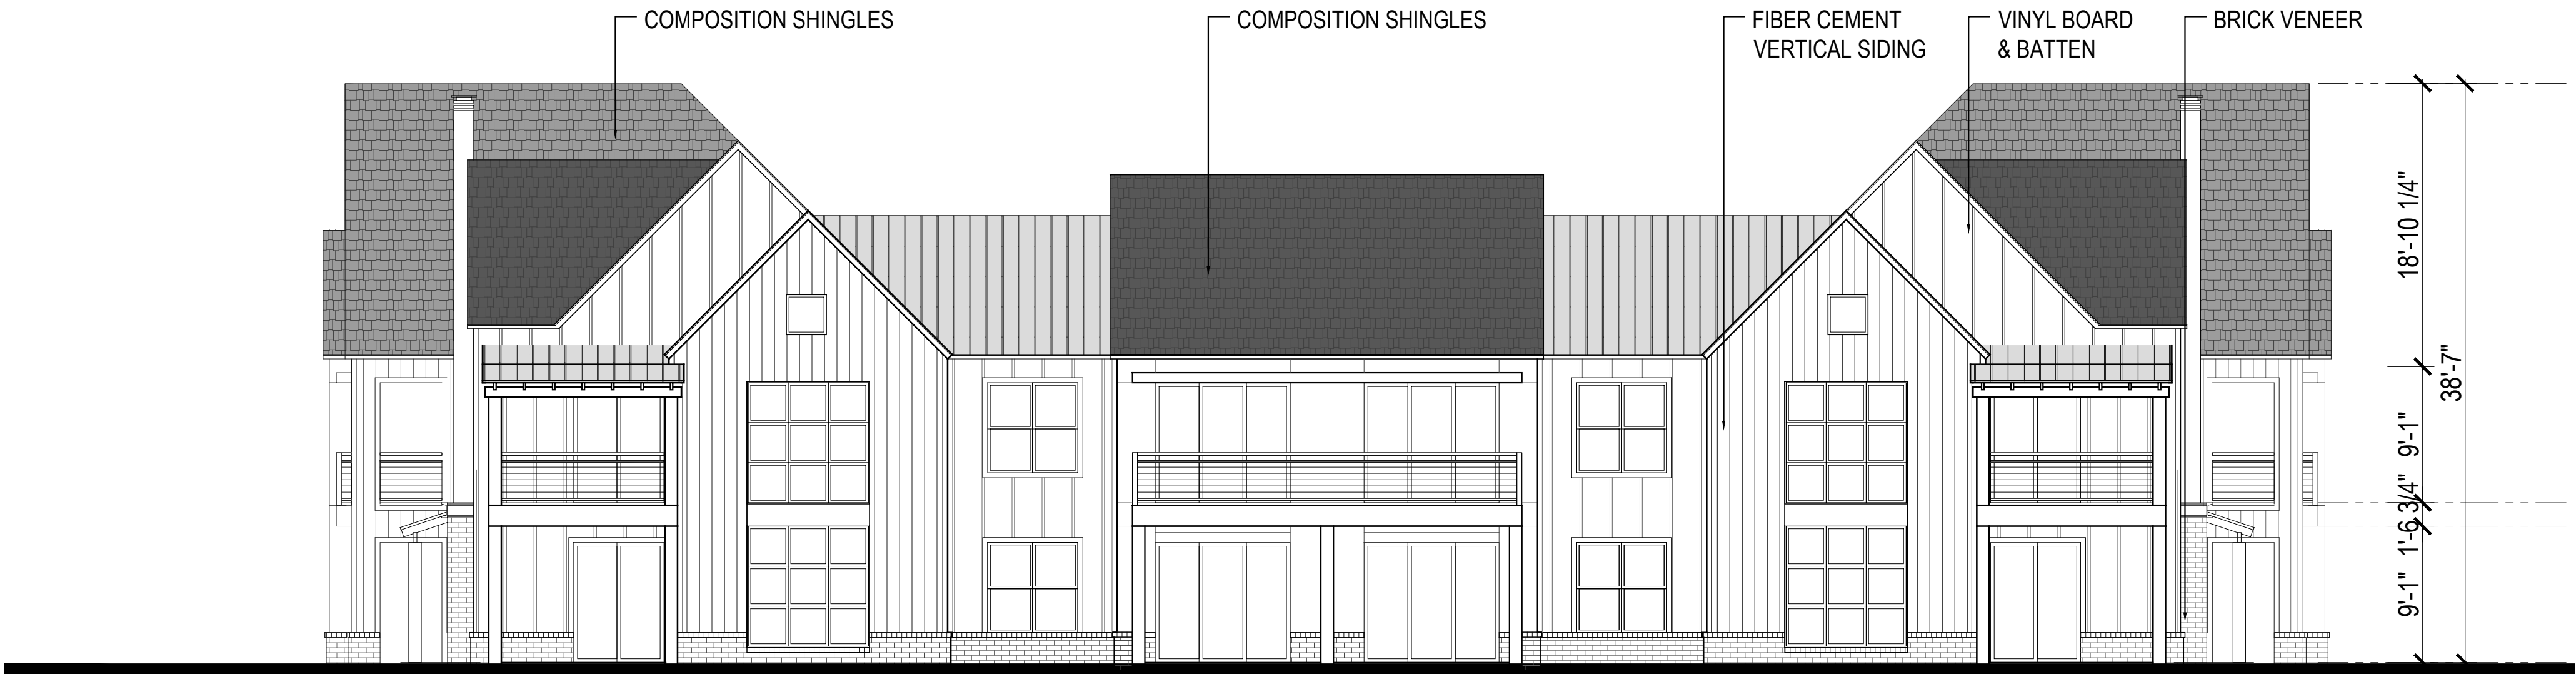 COMPOSITION SHINGLES
COMPOSITION SHINGLES
FIBER CEMENT
VERTICAL SIDING
VINYL BOARD
& BATTEN
BRICK VENEER
18'-10 1/4"
38'-7"
9'-1"
1'-6 3/4"
9'-1"